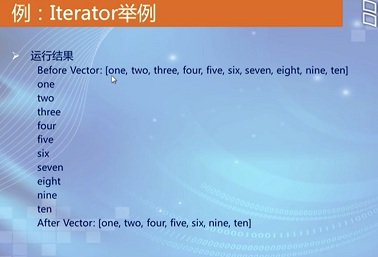 例：Iterator举例
运行结果
Before Vector: [one, two, three, four, five, six, seven, eight, nine, ten]
one
two
three
four
five
six
seven
eight
nine
ten
After Vector: [one, two, four, five, six, nine, ten]